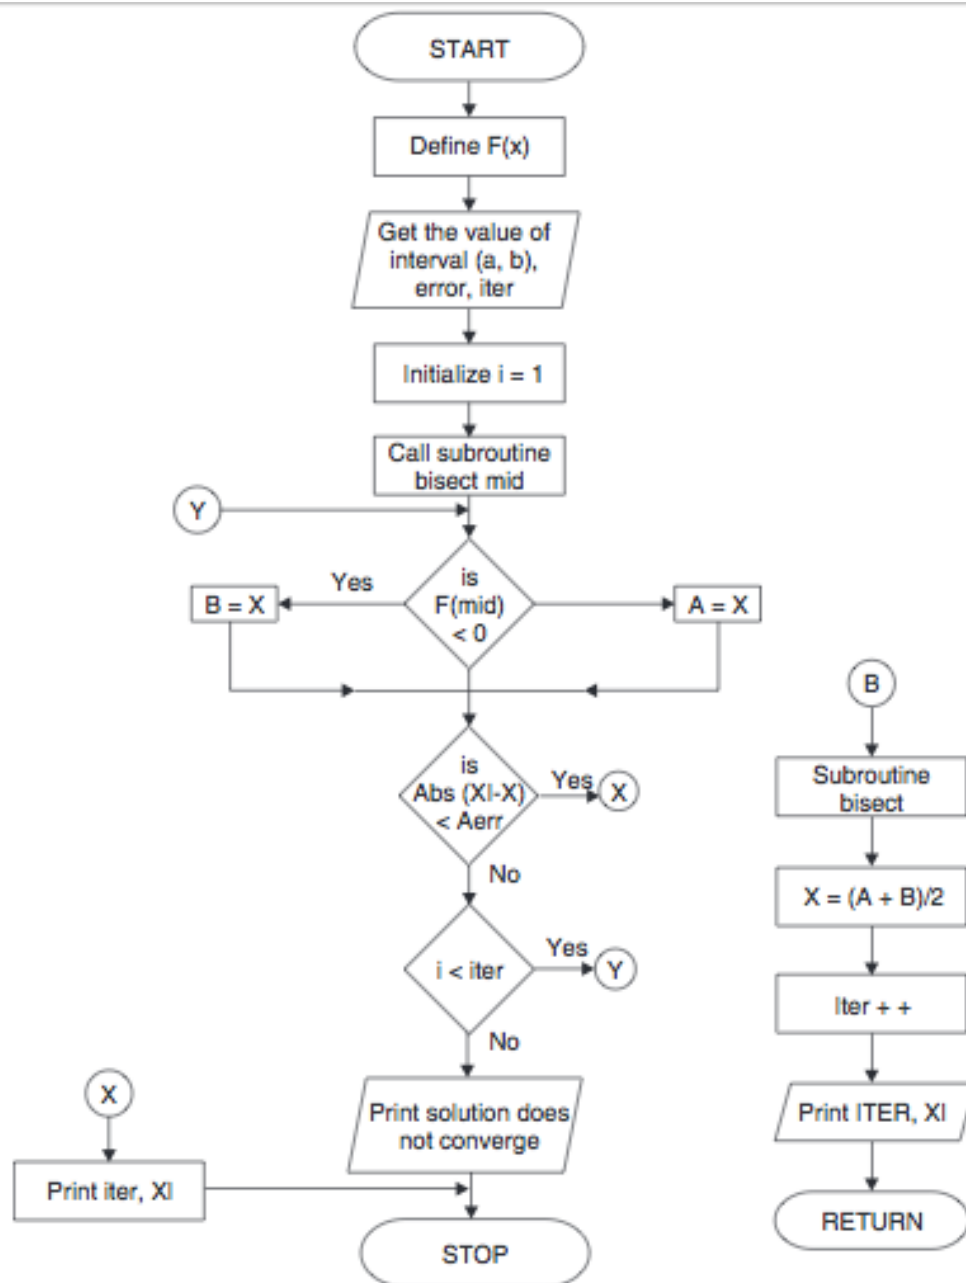 START
Define F(x)
Get the value of
interval (a, b),
error, iter
Initialize i = 1
Call subroutine
bisect mid
Y
is
F(mid)
< 0
Yes
B = X
A = X
is
Abs (XI-X)
< Aerr
Yes
X
No
i < iter
Yes
Y
No
Print solution does
not converge
X
Print iter, XI
STOP
B
Subroutine
bisect
X = (A + B)/2
Iter + +
Print ITER, XI
RETURN